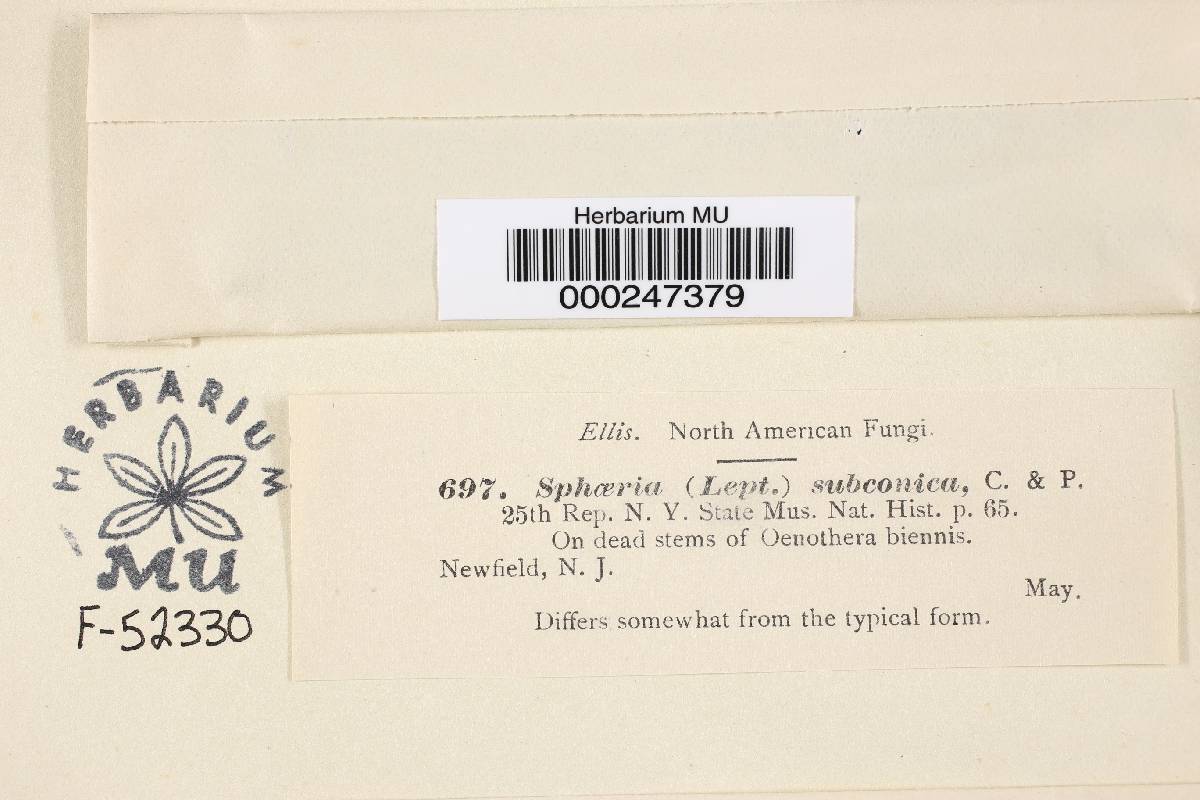 Herbarium MU
000247379
HERBARIUM
MU
F-52330
Ellis. North American Fungi.
697. Sphæria (Lept.) subconica, C. & P.
25th Rep. N. Y. State Mus. Nat. Hist. p. 65.
On dead stems of Oenothera biennis.
Newfield, N. J.
May.
Differs somewhat from the typical form.